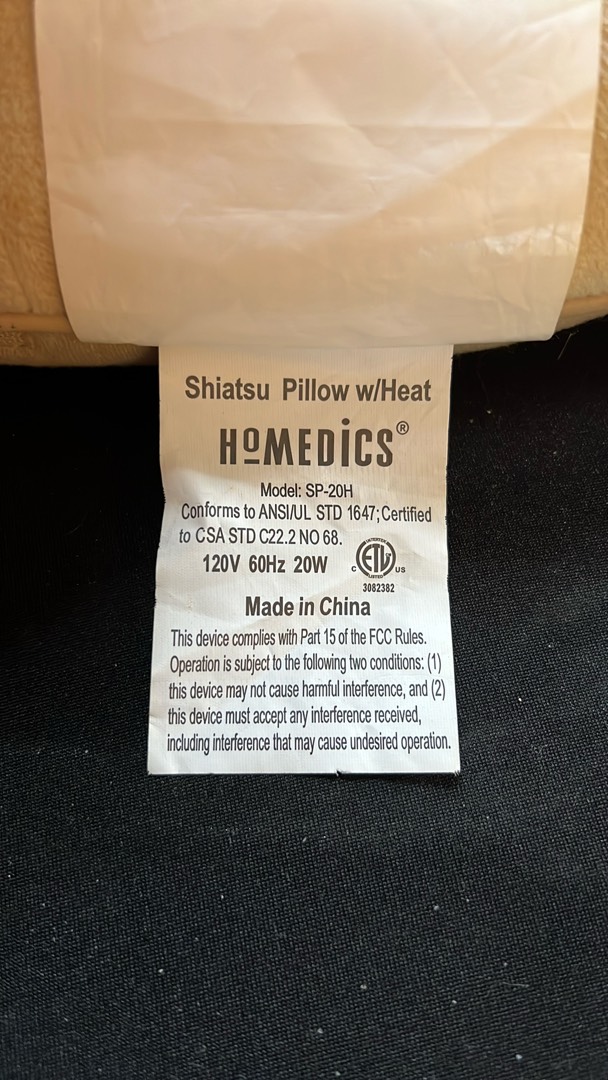 Shiatsu Pillow w/Heat
HoMEDiCS®
Model: SP-20H
Conforms to ANSI/UL STD 1647;Certified
to CSA STD C22.2 NO 68.
120V 60Hz 20W
INTERTEK
C ETL US
LISTED
3082382
Made in China
This device complies with Part 15 of the FCC Rules.
Operation is subject to the following two conditions: (1)
this device may not cause harmful interference, and (2)
this device must accept any interference received,
including interference that may cause undesired operation.